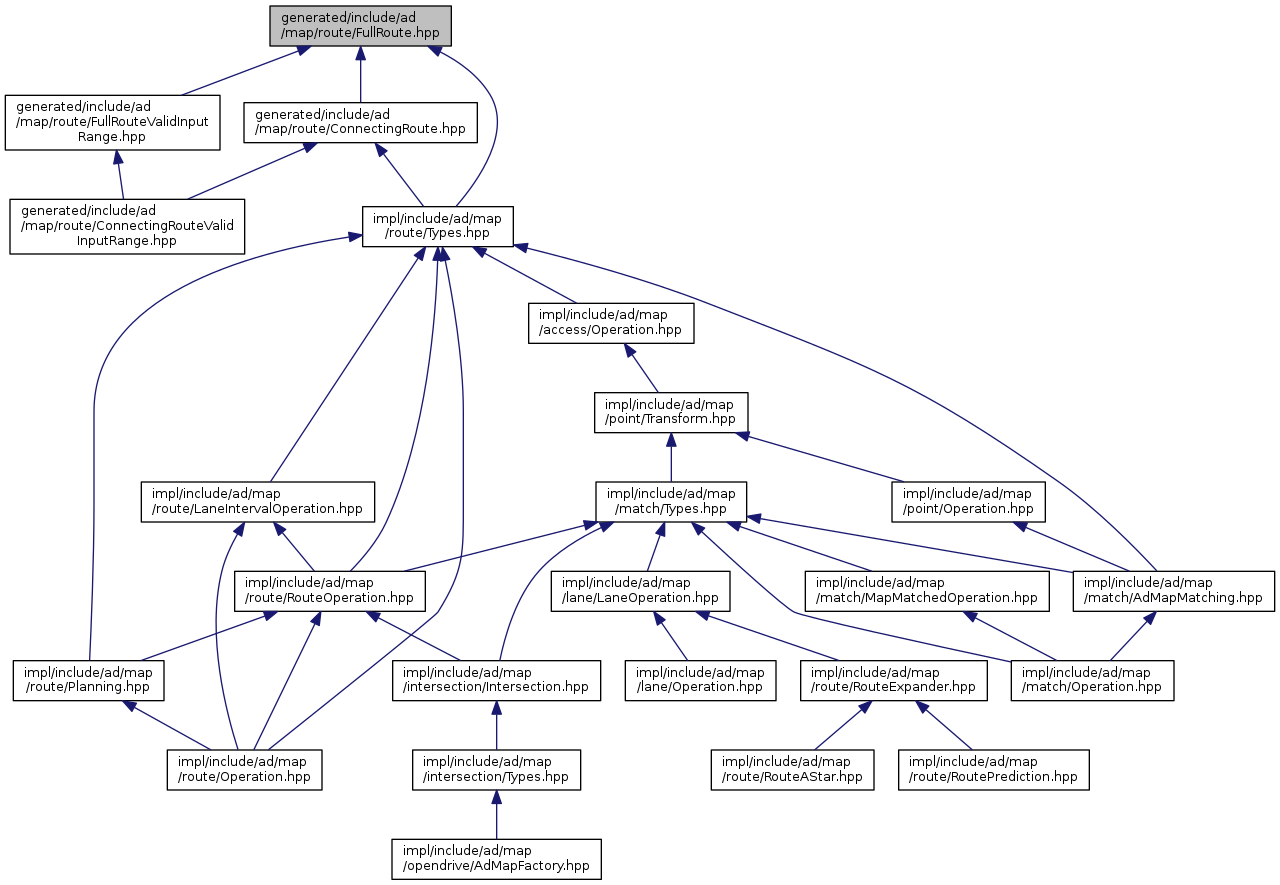 generated/include/ad
/map/route/FullRoute.hpp
generated/include/ad
/map/route/FullRouteValidInput
Range.hpp
generated/include/ad
/map/route/ConnectingRoute.hpp
generated/include/ad
/map/route/ConnectingRouteValid
InputRange.hpp
impl/include/ad/map
/route/Types.hpp
impl/include/ad/map
/access/Operation.hpp
impl/include/ad/map
/point/Transform.hpp
impl/include/ad/map
/route/LaneIntervalOperation.hpp
impl/include/ad/map
/match/Types.hpp
impl/include/ad/map
/point/Operation.hpp
impl/include/ad/map
/route/RouteOperation.hpp
impl/include/ad/map
/lane/LaneOperation.hpp
impl/include/ad/map
/match/MapMatchedOperation.hpp
impl/include/ad/map
/match/AdMapMatching.hpp
impl/include/ad/map
/route/Planning.hpp
impl/include/ad/map
/intersection/Intersection.hpp
impl/include/ad/map
/lane/Operation.hpp
impl/include/ad/map
/route/RouteExpander.hpp
impl/include/ad/map
/match/Operation.hpp
impl/include/ad/map
/route/Operation.hpp
impl/include/ad/map
/intersection/Types.hpp
impl/include/ad/map
/route/RouteAStar.hpp
impl/include/ad/map
/route/RoutePrediction.hpp
impl/include/ad/map
/opendrive/AdMapFactory.hpp